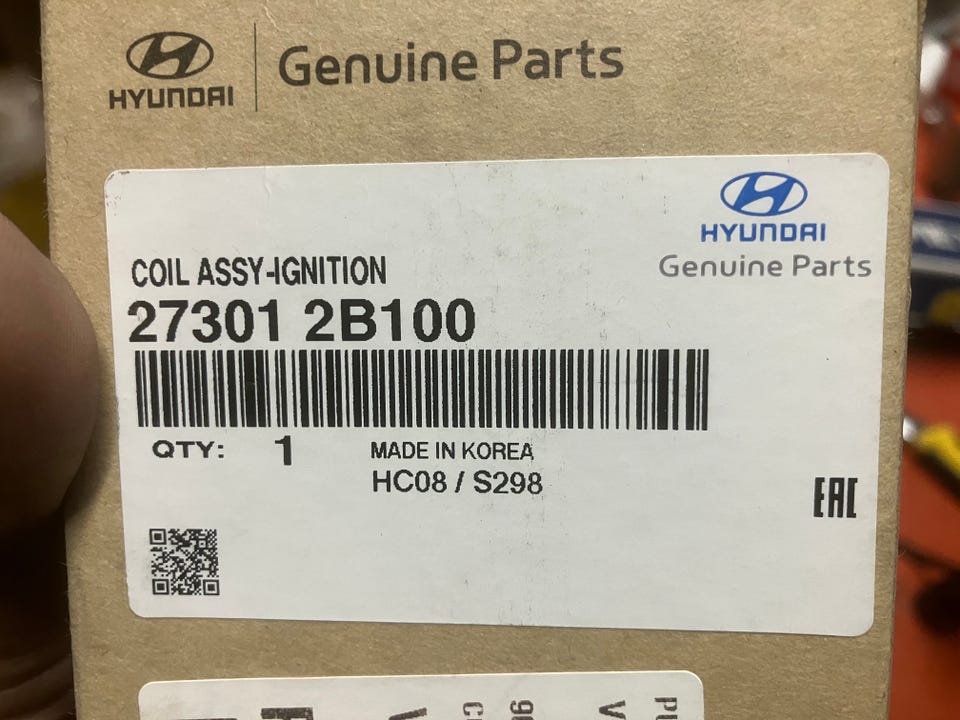 HYUNDAI Genuine Parts
HYUNDAI
Genuine Parts
COIL ASSY-IGNITION
27301 2B100
QTY: 1 MADE IN KOREA
HC08 / S298
EAC